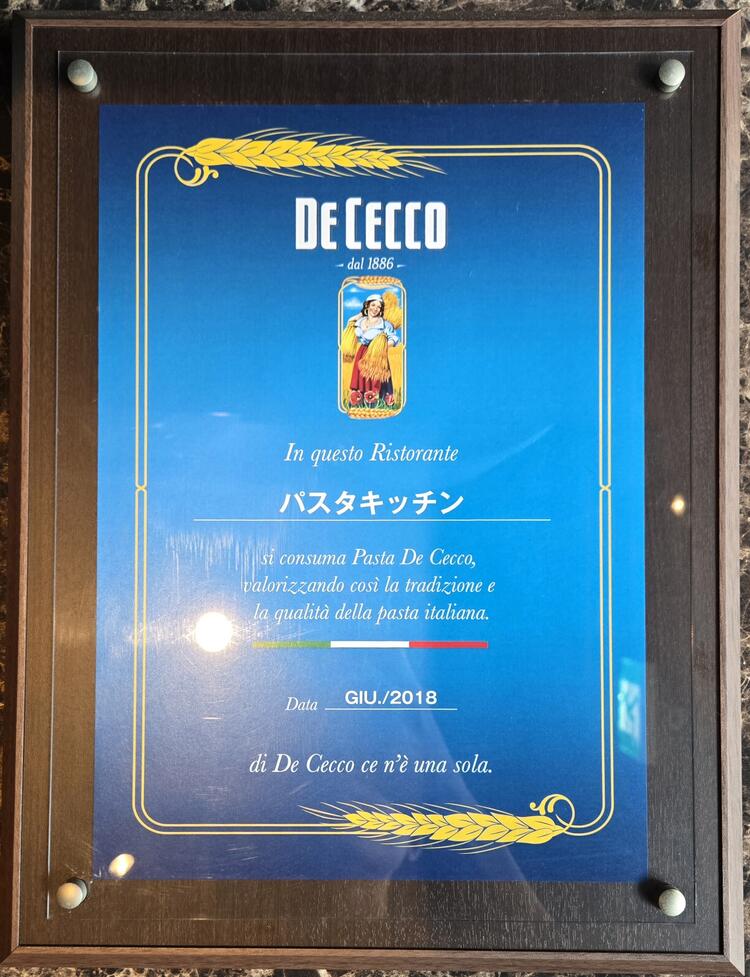 DE CECCO
dal 1886
In questo Ristorante
パスタキッチン
si consuma Pasta De Cecco,
valorizzando così la tradizione e
la qualità della pasta italiana.
Data GIU./2018
di De Cecco ce n'è una sola.